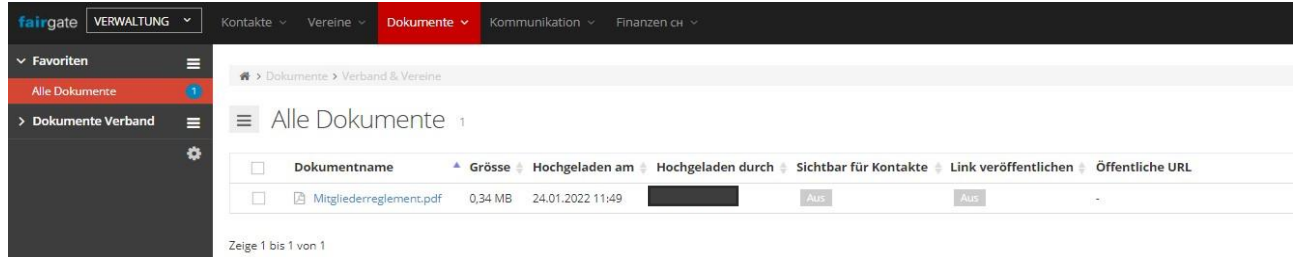 fairgate VERWALTUNG Kontakte Vereine Dokumente Kommunikation Finanzen CH
Favoriten
Dokumente > Verband & Vereine
Alle Dokumente 1
Dokumente Verband
Alle Dokumente 1
Dokumentname Grösse Hochgeladen am Hochgeladen durch Sichtbar für Kontakte Link veröffentlichen Öffentliche URL
Mitgliederreglement.pdf 0,34 MB 24.01.2022 11:49 Aus Aus -
Zeige 1 bis 1 von 1